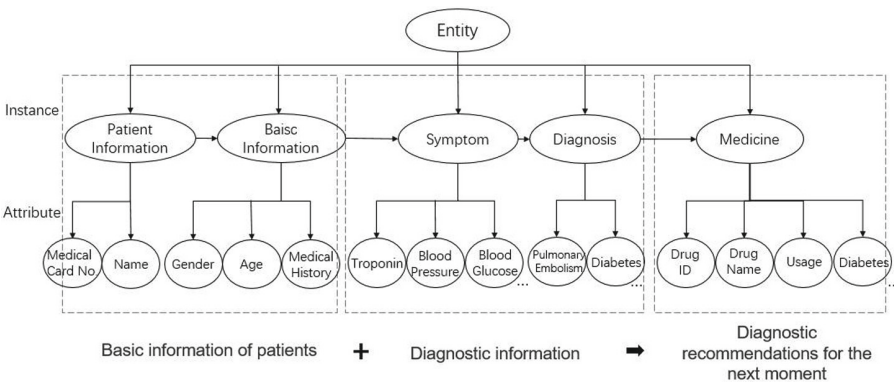 Entity
Instance
Patient
Information
Baisc
Information
Symptom
Diagnosis
Medicine
Attribute
Medical
Card No.
Name
Gender
Age
Medical
History
Troponin
Blood
Pressure
Blood
Glucose
...
Pulmonary
Embolism
Diabetes
...
Drug
ID
Drug
Name
Usage
Diabetes
...
Basic information of patients
+
Diagnostic information
➡
Diagnostic
recommendations for the
next moment